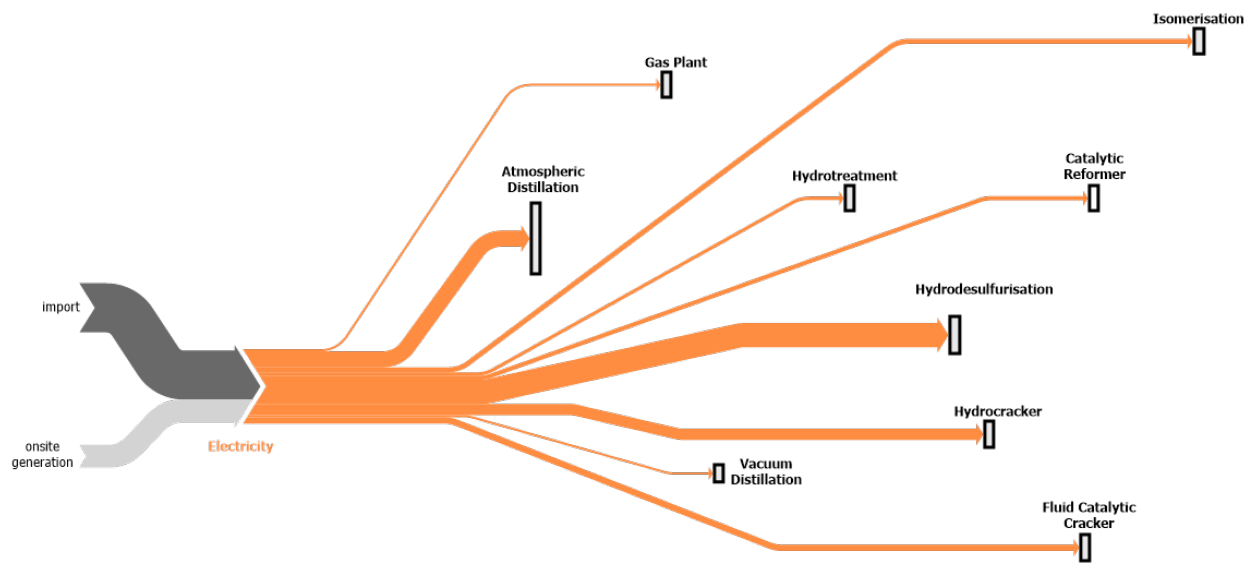 Isomerisation
Gas Plant
Catalytic
Reformer
Atmospheric
Distillation
Hydrotreatment
Hydrodesulfurisation
import
Hydrocracker
onsite
generation
Electricity
Vacuum
Distillation
Fluid Catalytic
Cracker